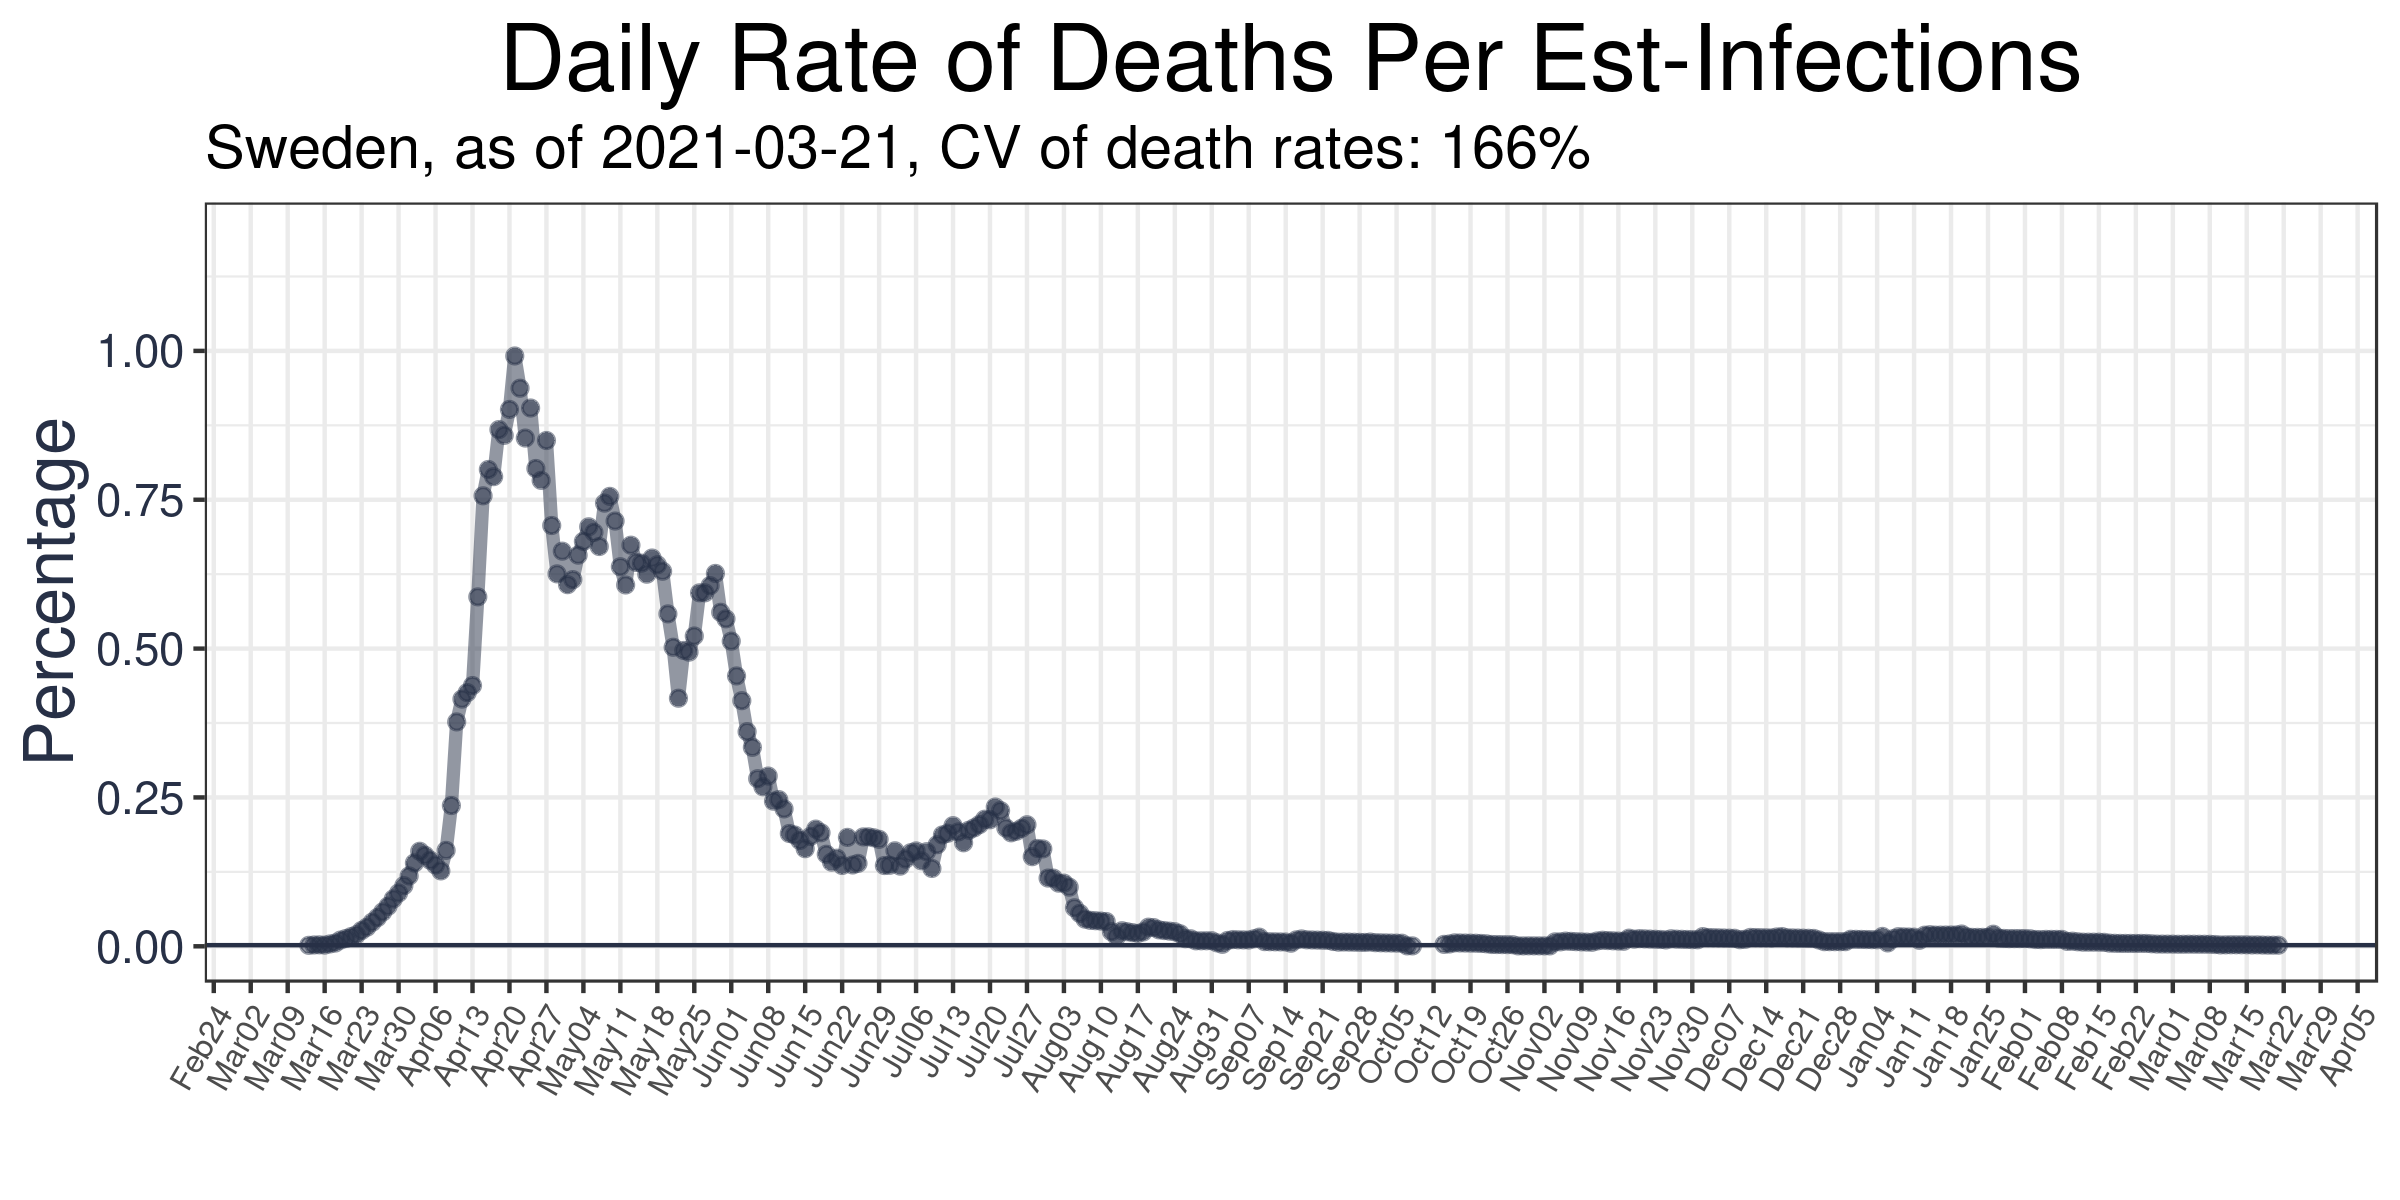 Daily Rate of Deaths Per Est-Infections
Sweden, as of 2021-03-21, CV of death rates: 166%
Percentage
1.00
0.75
0.50
0.25
0.00
Feb24
Mar02
Mar09
Mar16
Mar23
Mar30
Apr06
Apr13
Apr20
Apr27
May04
May11
May18
May25
Jun01
Jun08
Jun15
Jun22
Jun29
Jul06
Jul13
Jul20
Jul27
Aug03
Aug10
Aug17
Aug24
Aug31
Sep07
Sep14
Sep21
Sep28
Oct05
Oct12
Oct19
Oct26
Nov02
Nov09
Nov16
Nov23
Nov30
Nov30
Dec07
Dec14
Dec21
Dec28
Jan04
Jan11
Jan18
Jan25
Feb01
Feb08
Feb15
Feb22
Mar01
Mar08
Mar15
Mar22
Mar29
Apr05